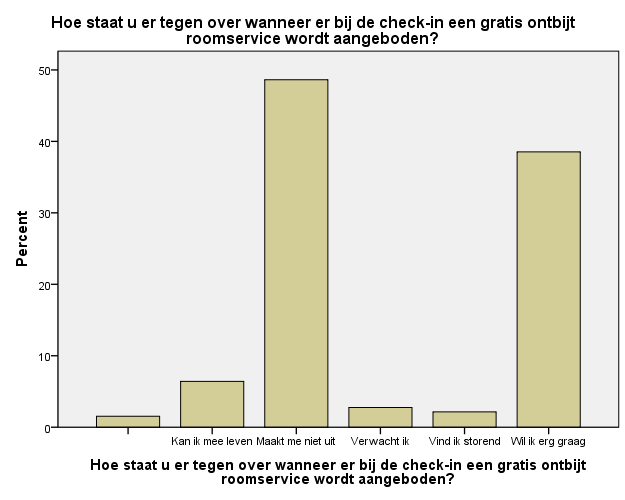 Hoe staat u er tegen over wanneer er bij de check-in een gratis ontbijt
roomservice wordt aangeboden?
Percent
50
40
30
20
10
0
Kan ik mee leven Maakt me niet uit Verwacht ik Vind ik storend Wil ik erg graag
Hoe staat u er tegen over wanneer er bij de check-in een gratis ontbijt
roomservice wordt aangeboden?